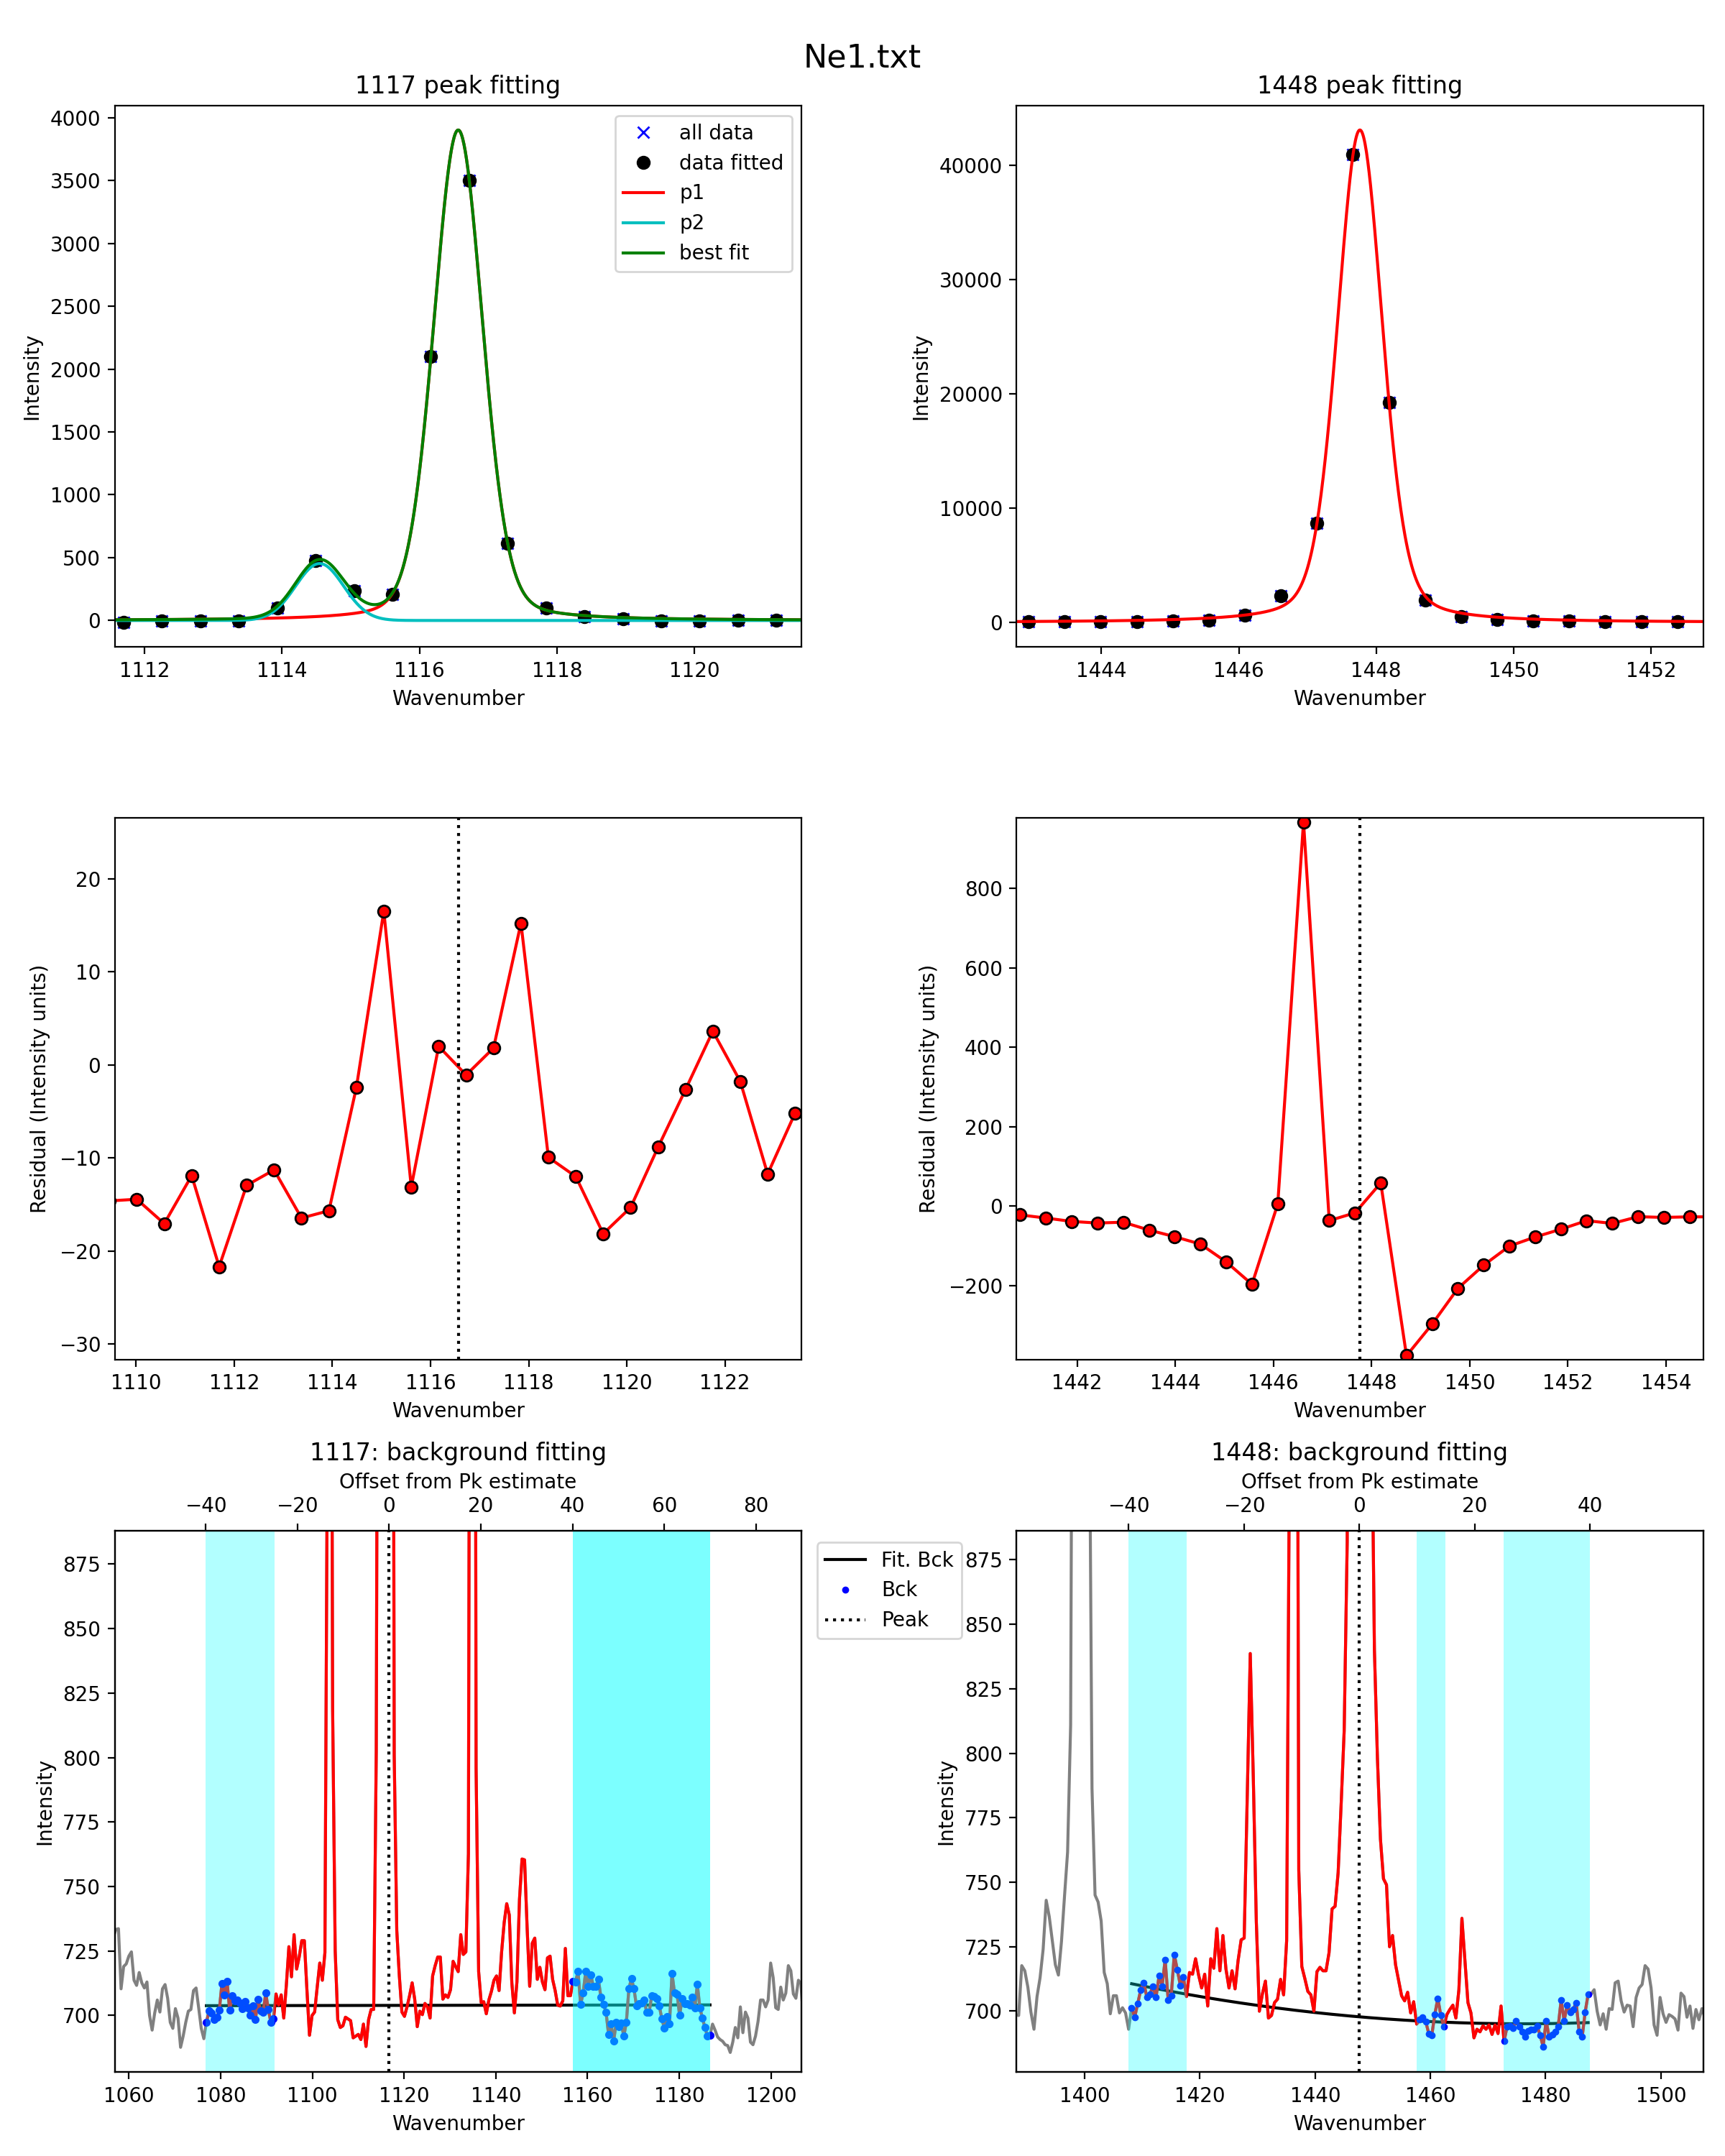 Ne1.txt
1117 peak fitting
1448 peak fitting
4000
3500
3000
2500
2000
1500
1000
500
0
Intensity
all data
data fitted
p1
p2
best fit
1112 1114 1116 1118 1120
Wavenumber
40000
30000
20000
10000
0
Intensity
1444 1446 1448 1450 1452
Wavenumber
20
10
0
−10
−20
−30
Residual (Intensity units)
1110 1112 1114 1116 1118 1120 1122
Wavenumber
800
600
400
200
0
−200
Residual (Intensity units)
1442 1444 1446 1448 1450 1452 1454
Wavenumber
1117: background fitting
Offset from Pk estimate
−40 −20 0 20 40 60 80
875
850
825
800
775
750
725
700
Intensity
1060 1080 1100 1120 1140 1160 1180 1200
Wavenumber
Fit. Bck
Bck
Peak
1448: background fitting
Offset from Pk estimate
−40 −20 0 20 40
875
850
825
800
775
750
725
700
Intensity
1400 1420 1440 1460 1480 1500
Wavenumber